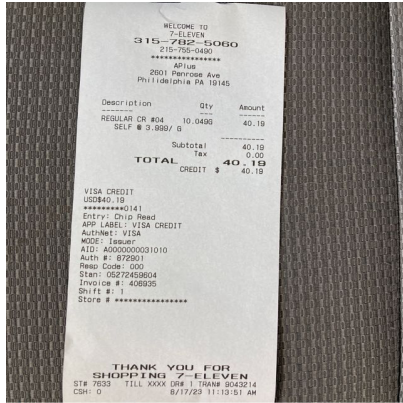 WELCOME TO
7-ELEVEN
315-782-5060
215-755-0490
****************
APlus
2601 Penrose Ave
Philidelphia PA 19145
Description Qty Amount
REGULAR CR #04 10.049G 40.19
SELF @ 3.999/ G
Subtotal 40.19
Tax 0.00
TOTAL 40.19
CREDIT $ 40.19
VISA CREDIT
USD$40.19
*********0141
Entry: Chip Read
APP LABEL: VISA CREDIT
AuthNet: VISA
MODE: Issuer
AID: A0000000031010
Auth #: 872901
Resp Code: 000
Stan: 05272459604
Invoice #: 406935
Shift #: 1
Store # ****************
THANK YOU FOR
SHOPPING 7-ELEVEN
ST# 7633 TILL XXXX DR# 1 TRAN# 9043214
CSH: 0 8/17/23 11:13:51 AM